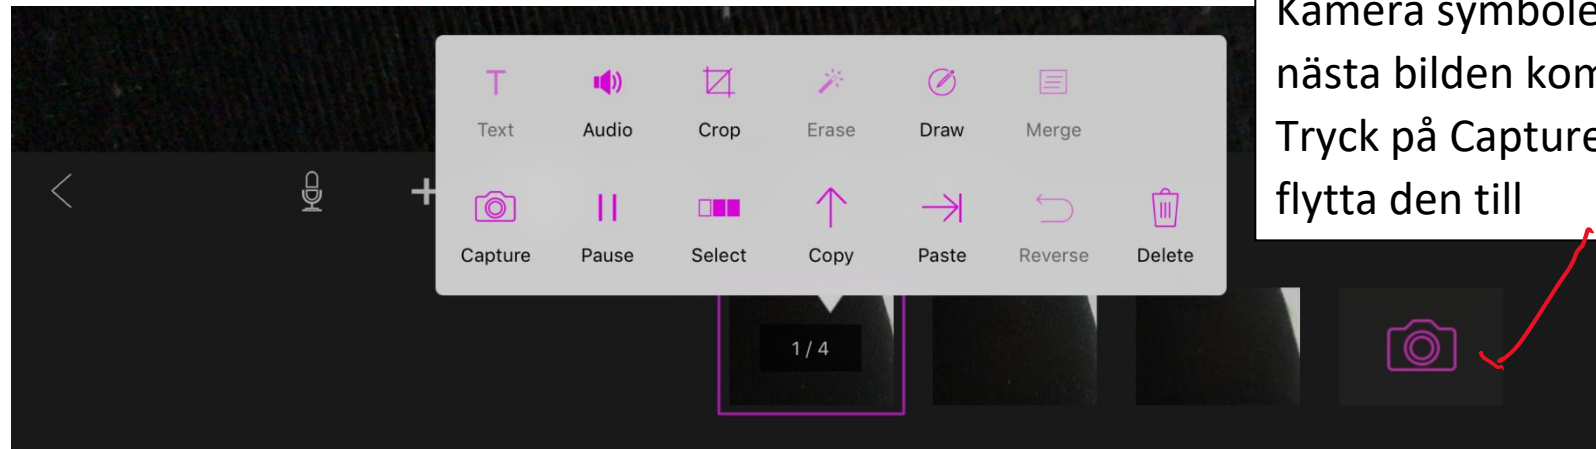 Kamera symbole
nästa bilden kom
Tryck på Capture
flytta den till
Text Audio Crop Erase Draw Merge
Capture Pause Select Copy Paste Reverse Delete
1 / 4